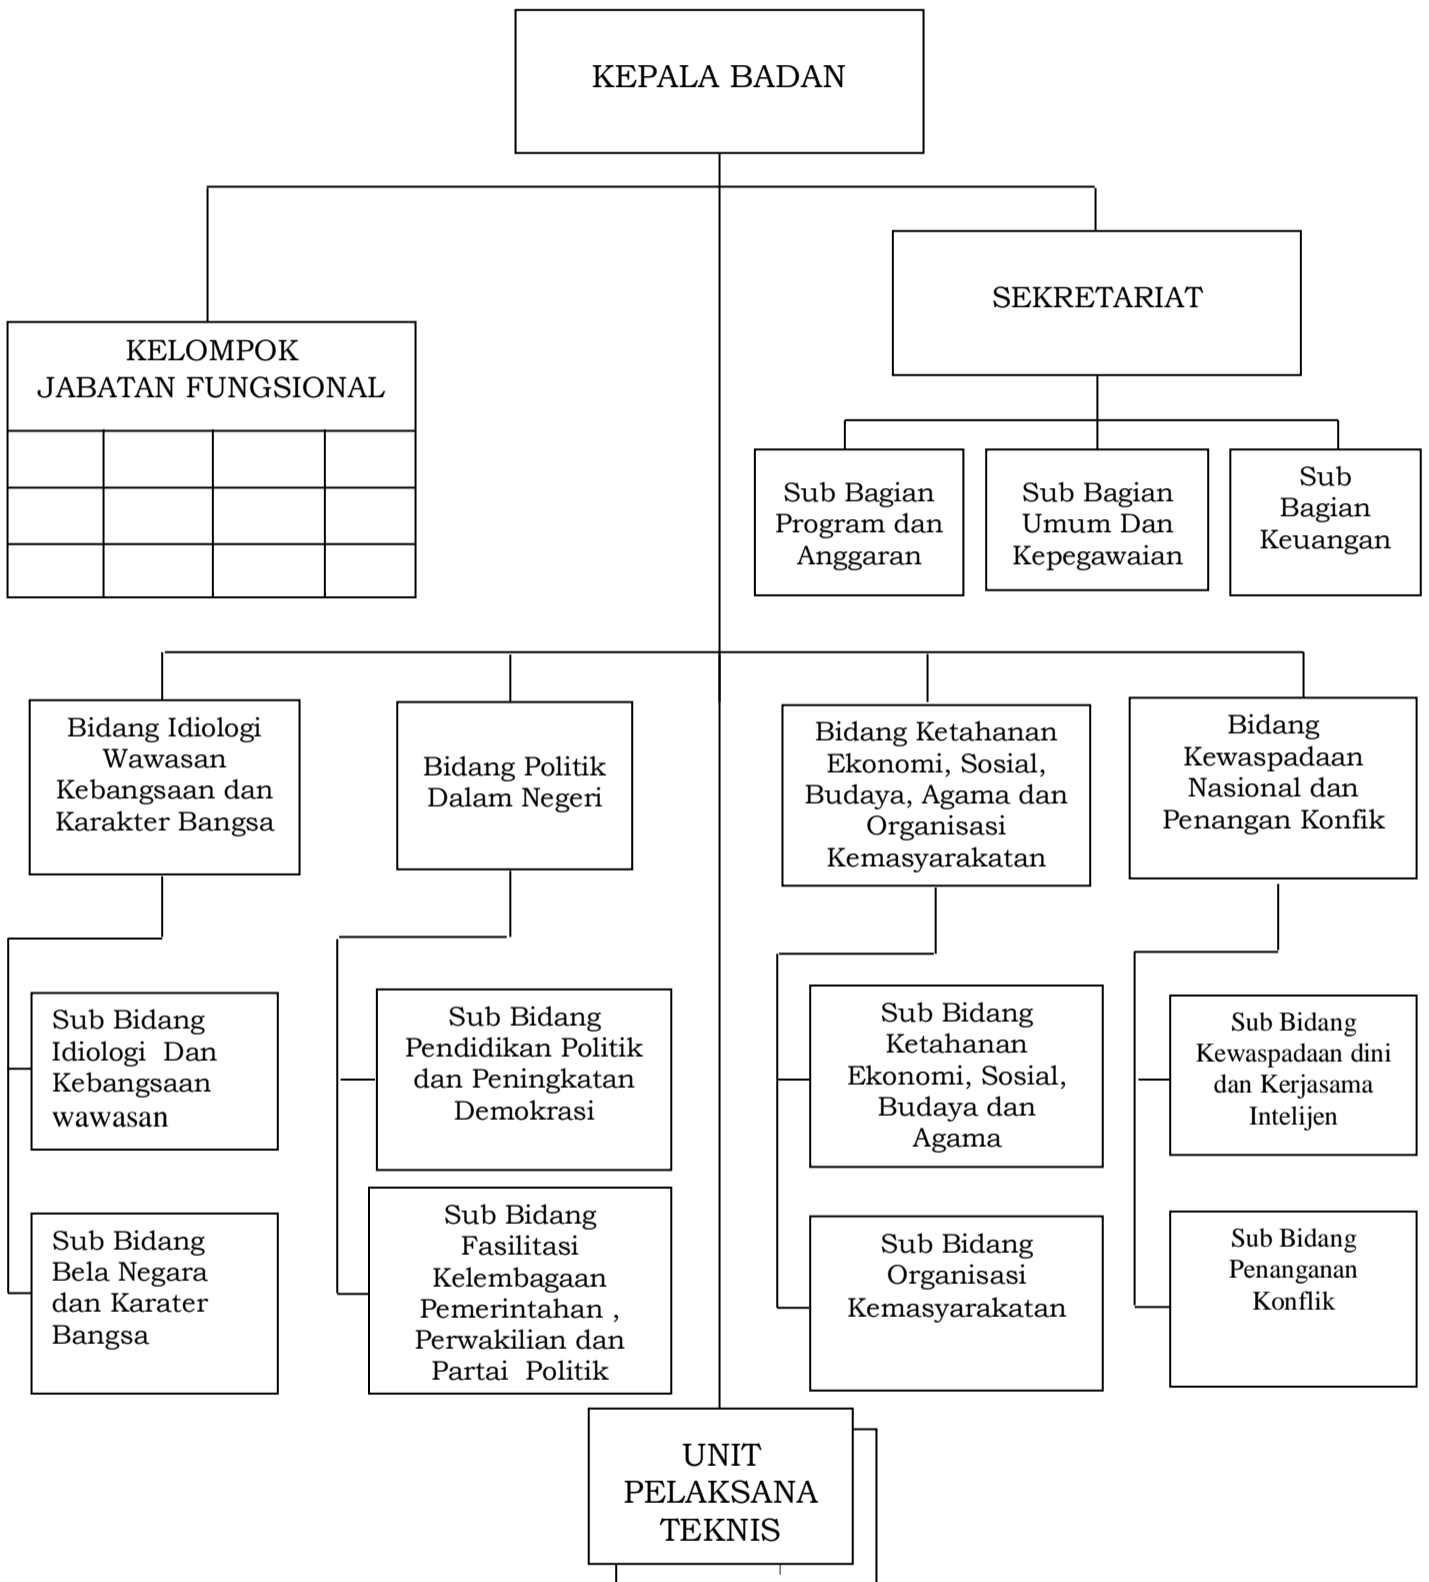 KEPALA BADAN
SEKRETARIAT
KELOMPOK
JABATAN FUNGSIONAL
Sub Bagian
Program dan
Anggaran
Sub Bagian
Umum Dan
Kepegawaian
Sub
Bagian
Keuangan
Bidang Idiologi
Wawasan
Kebangsaan dan
Karakter Bangsa
Bidang Politik
Dalam Negeri
Bidang Ketahanan
Ekonomi, Sosial,
Budaya, Agama dan
Organisasi
Kemasyarakatan
Bidang
Kewaspadaan
Nasional dan
Penangan Konfik
Sub Bidang
Idiologi  Dan
Kebangsaan
wawasan
Sub Bidang
Pendidikan Politik
dan Peningkatan
Demokrasi
Sub Bidang
Ketahanan
Ekonomi, Sosial,
Budaya dan
Agama
Sub Bidang
Kewaspadaan dini
dan Kerjasama
Intelijen
Sub Bidang
Bela Negara
dan Karater
Bangsa
Sub Bidang
Fasilitasi
Kelembagaan
Pemerintahan ,
Perwakilian dan
Partai  Politik
Sub Bidang
Organisasi
Kemasyarakatan
Sub Bidang
Penanganan
Konflik
UNIT
PELAKSANA
TEKNIS